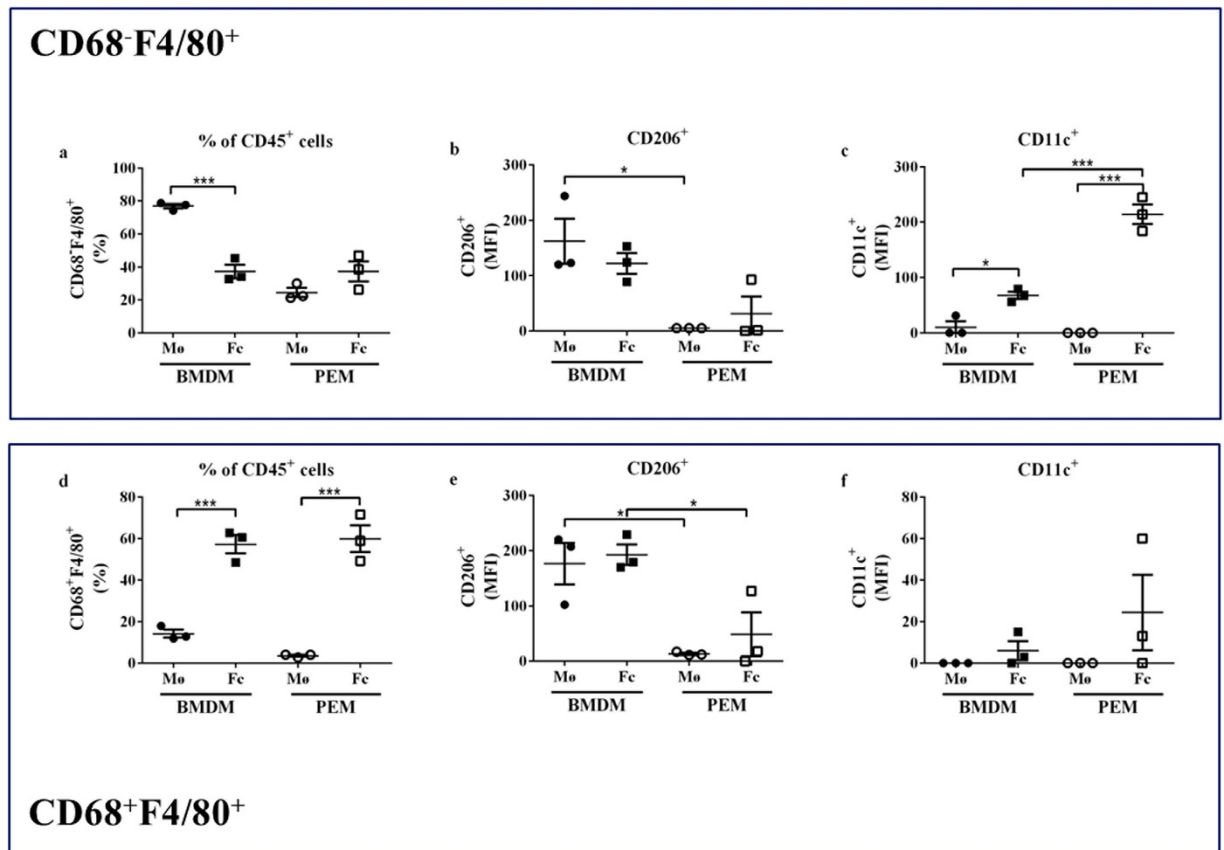 CD68⁻F4/80⁺
a
% of CD45⁺ cells
CD68⁻F4/80⁺
(%)
100
80
60
40
20
0
***
Mø
Fc
Mø
Fc
BMDM
PEM
b
CD206⁺
CD206⁺
(MFI)
300
200
100
0
*
Mø
Fc
Mø
Fc
BMDM
PEM
c
CD11c⁺
CD11c⁺
(MFI)
300
200
100
0
***
***
*
Mø
Fc
Mø
Fc
BMDM
PEM
d
% of CD45⁺ cells
CD68⁺F4/80⁺
(%)
80
60
40
20
0
***
***
Mø
Fc
Mø
Fc
BMDM
PEM
e
CD206⁺
CD206⁺
(MFI)
300
200
100
0
*
*
Mø
Fc
Mø
Fc
BMDM
PEM
f
CD11c⁺
CD11c⁺
(MFI)
80
60
40
20
0
Mø
Fc
Mø
Fc
BMDM
PEM
CD68⁺F4/80⁺